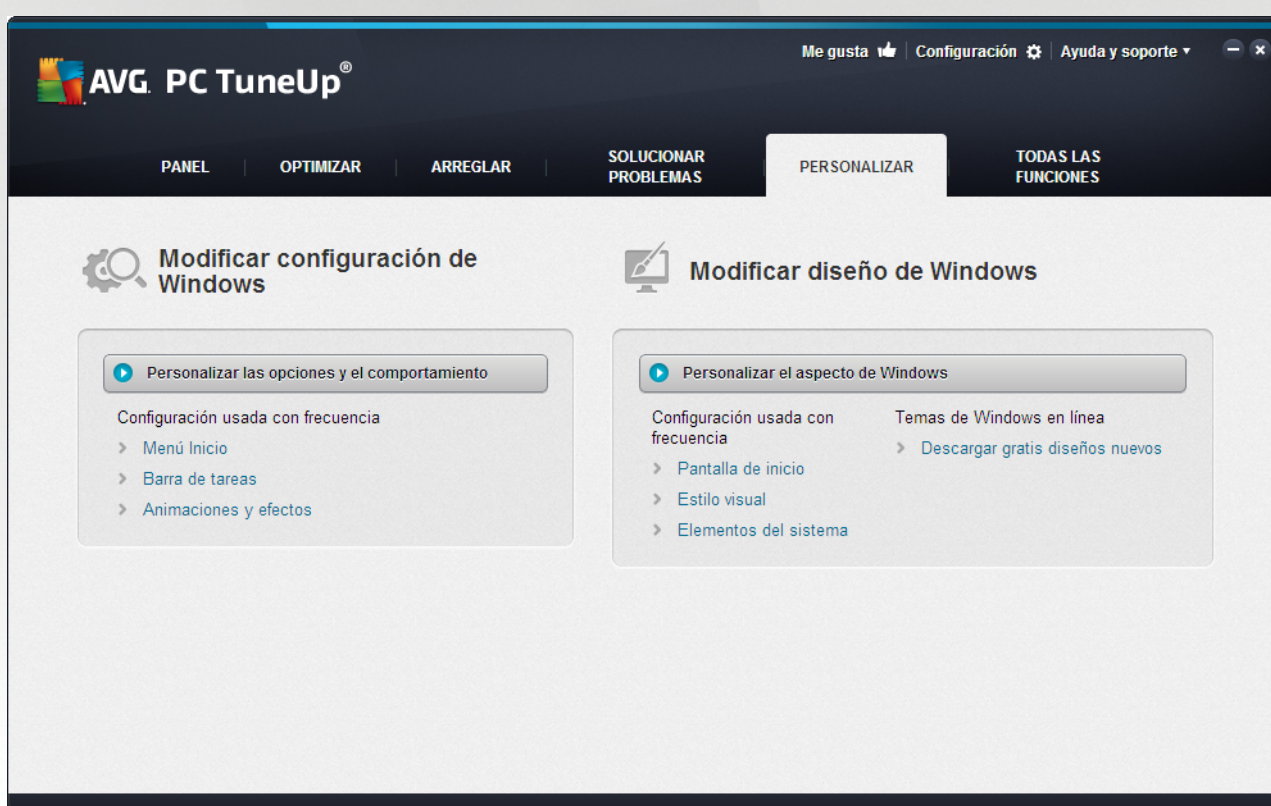 Me gusta | Configuración | Ayuda y soporte
AVG. PC TuneUp®
PANEL
OPTIMIZAR
ARREGLAR
SOLUCIONAR
PROBLEMAS
PERSONALIZAR
TODAS LAS
FUNCIONES
Modificar configuración de
Windows
Personalizar las opciones y el comportamiento
Configuración usada con frecuencia
Menú Inicio
Barra de tareas
Animaciones y efectos
Modificar diseño de Windows
Personalizar el aspecto de Windows
Configuración usada con
frecuencia
Pantalla de inicio
Estilo visual
Elementos del sistema
Temas de Windows en línea
Descargar gratis diseños nuevos